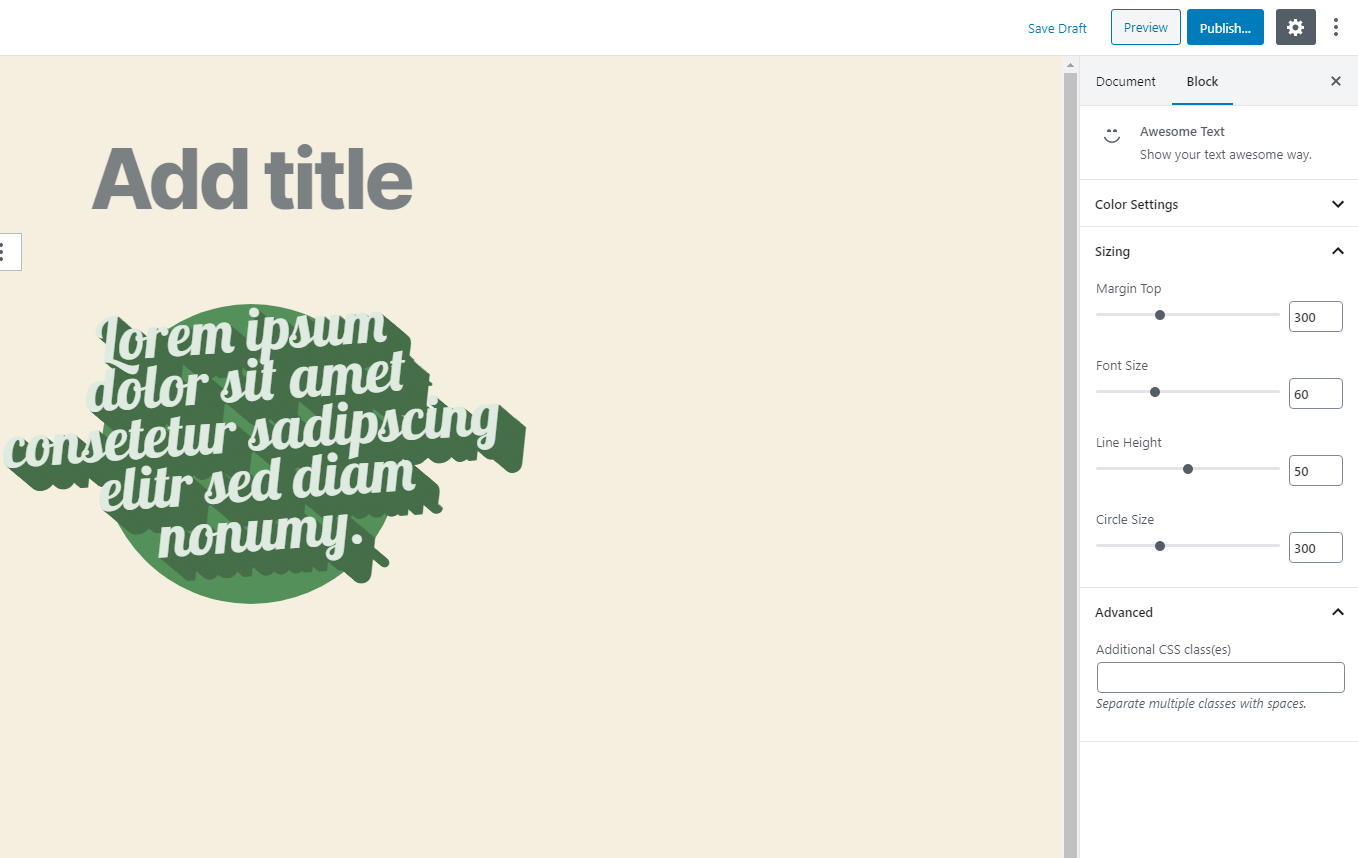 Save Draft
Preview
Publish...
Document
Block
Add title
Awesome Text
Show your text awesome way.
Color Settings
Sizing
Margin Top
300
Font Size
60
Line Height
50
Circle Size
300
Lorem ipsum
dolor sit amet
consetetur sadipscing
elitr sed diam
nonumy.
Advanced
Additional CSS class(es)
Separate multiple classes with spaces.